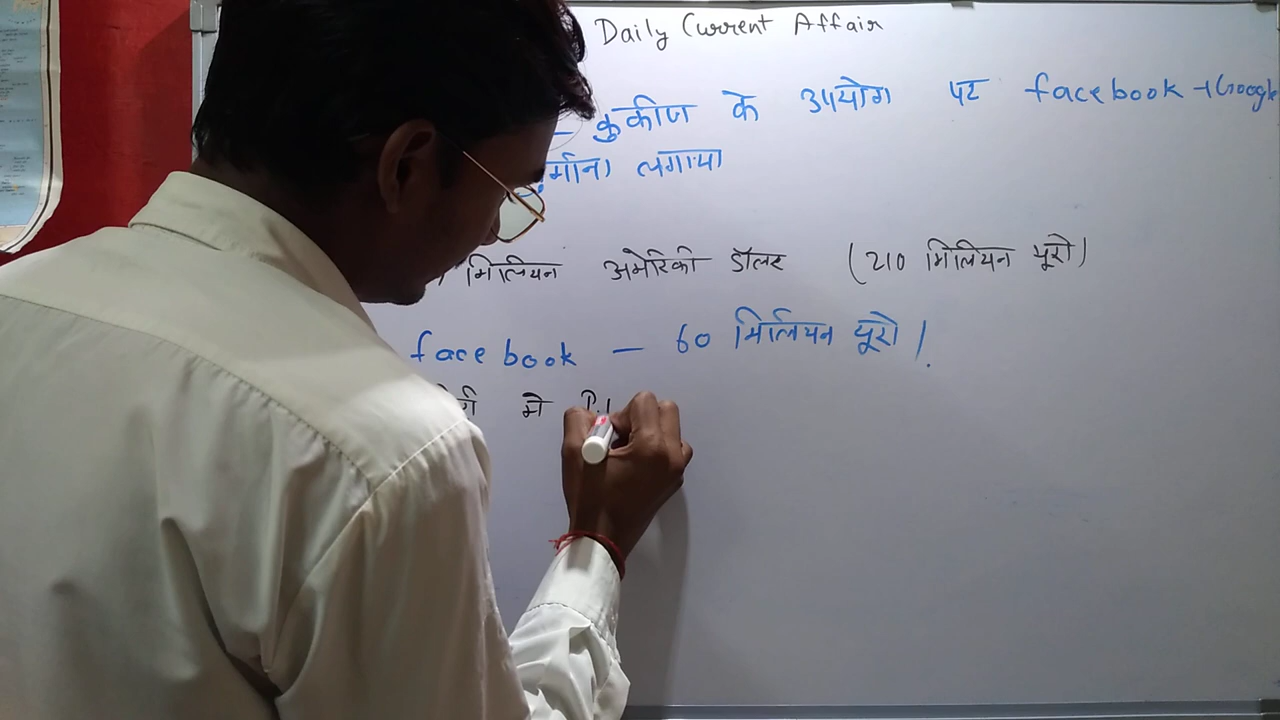 Daily Current Affair
– कुकीज के उपयोग पर facebook + Google
लगाया
मिलियन अमेरिकी डॉलर (210 मिलियन यूरो)
facebook – 60 मिलियन यूरो।
मे